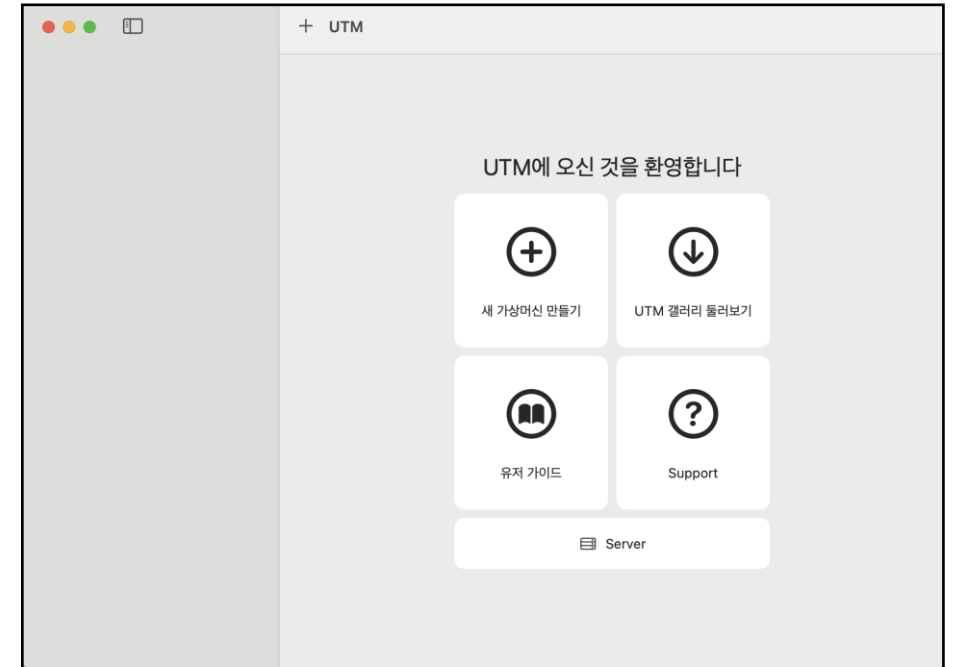 UTM
UTM에 오신 것을 환영합니다
새 가상머신 만들기
UTM 갤러리 둘러보기
유저 가이드
Support
Server